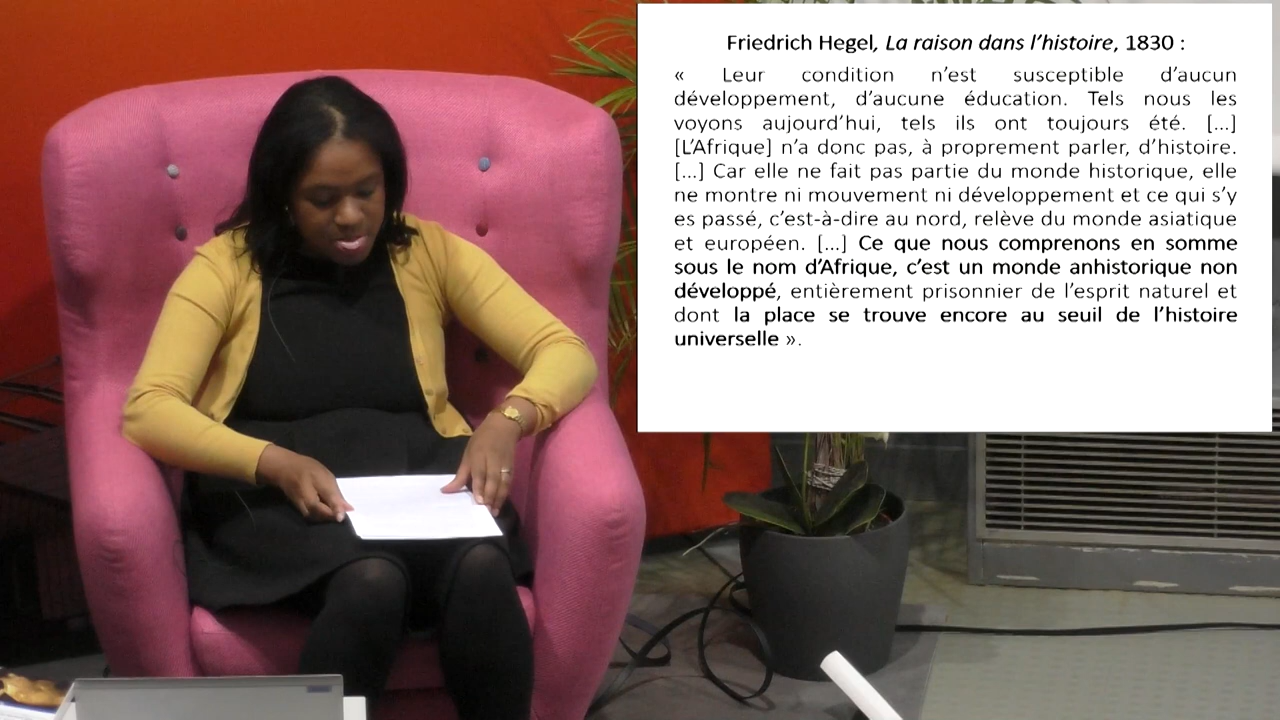 Friedrich Hegel, La raison dans l’histoire, 1830 :
« Leur condition n’est susceptible d’aucun
développement, d’aucune éducation. Tels nous les
voyons aujourd’hui, tels ils ont toujours été. […]
[L’Afrique] n’a donc pas, à proprement parler, d’histoire.
[…] Car elle ne fait pas partie du monde historique, elle
ne montre ni mouvement ni développement et ce qui s’y
es passé, c’est-à-dire au nord, relève du monde asiatique
et européen. […] Ce que nous comprenons en somme
sous le nom d’Afrique, c’est un monde anhistorique non
développé, entièrement prisonnier de l’esprit naturel et
dont la place se trouve encore au seuil de l’histoire
universelle ».